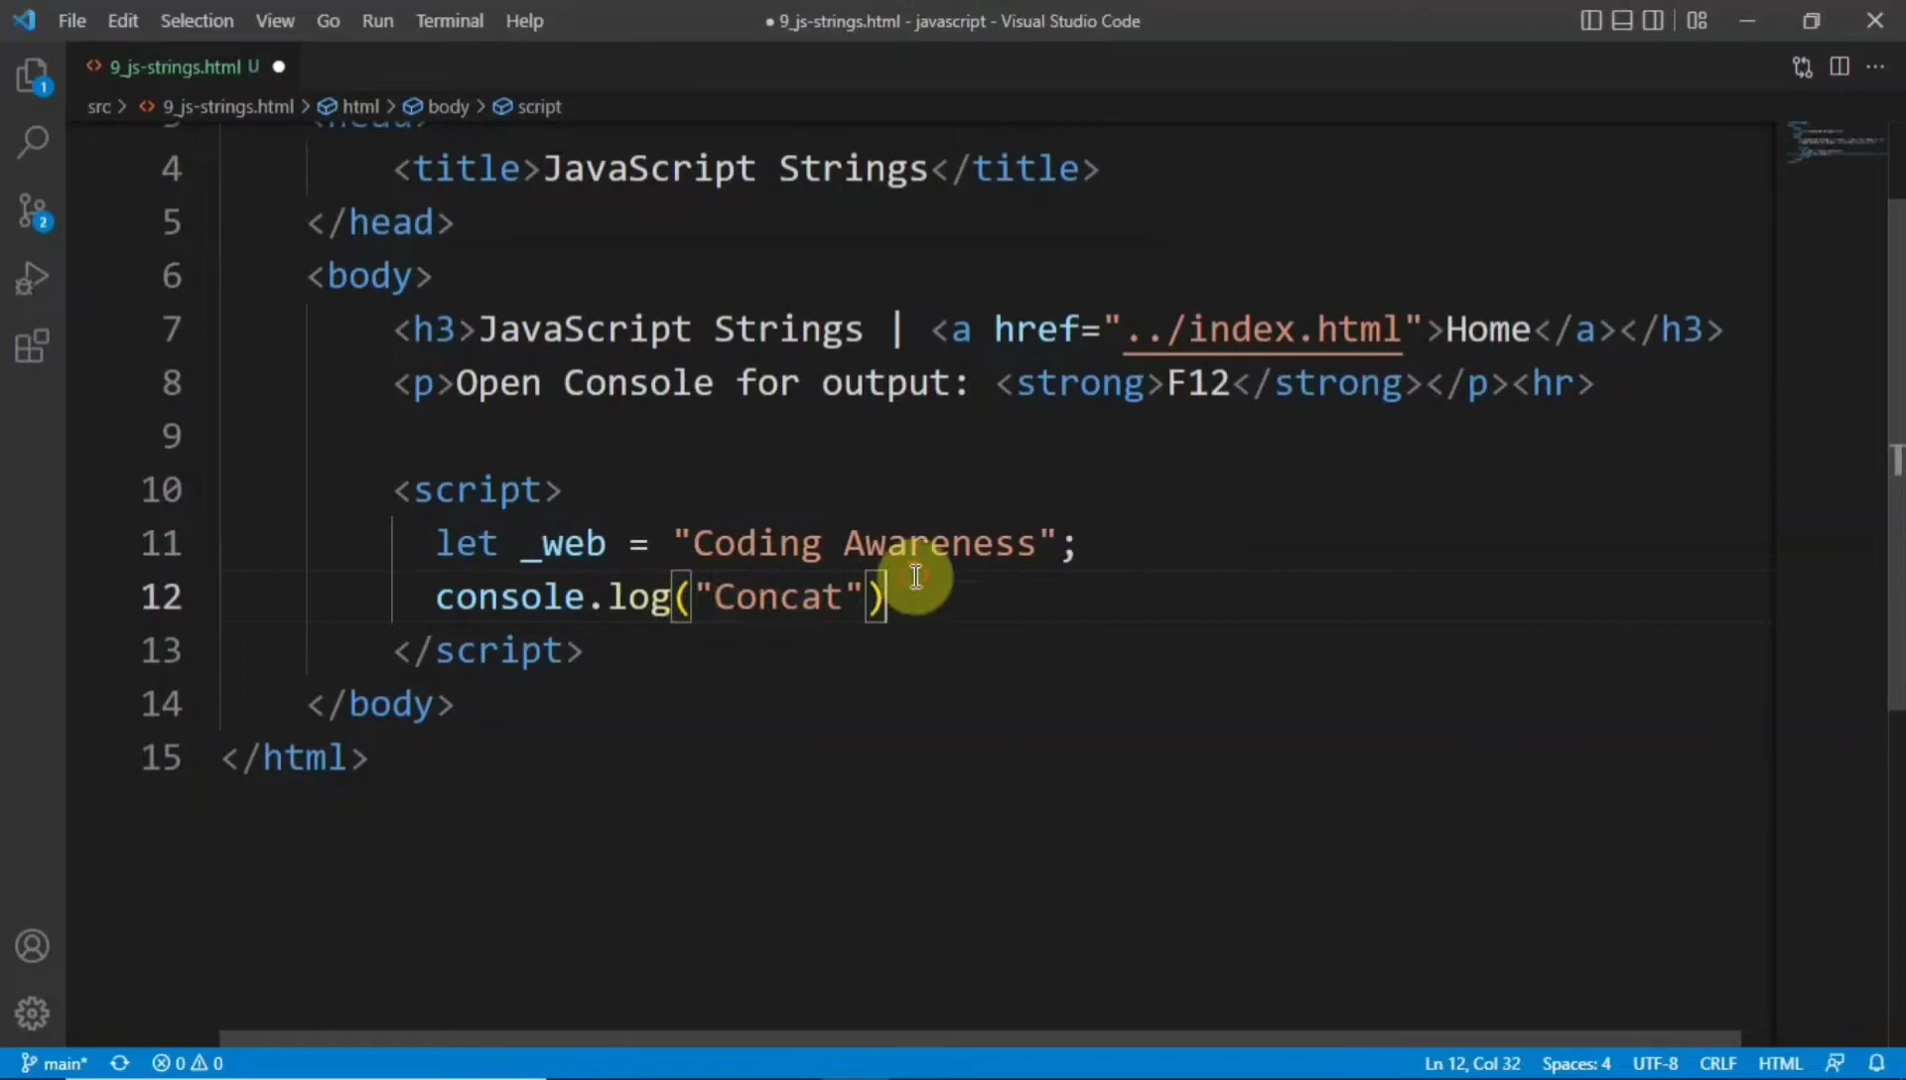 File Edit Selection View Go Run Terminal Help
● 9_js-strings.html - javascript - Visual Studio Code
<> 9_js-strings.html U ●
src > <> 9_js-strings.html > html > body > script
4 <title>JavaScript Strings</title>
5 </head>
6 <body>
7 <h3>JavaScript Strings | <a href="../index.html">Home</a></h3>
8 <p>Open Console for output: <strong>F12</strong></p><hr>
9
10 <script>
11 let _web = "Coding Awareness";
12 console.log("Concat")
13 </script>
14 </body>
15 </html>
1
2
main* 0 0 Ln 12, Col 32 Spaces: 4 UTF-8 CRLF HTML